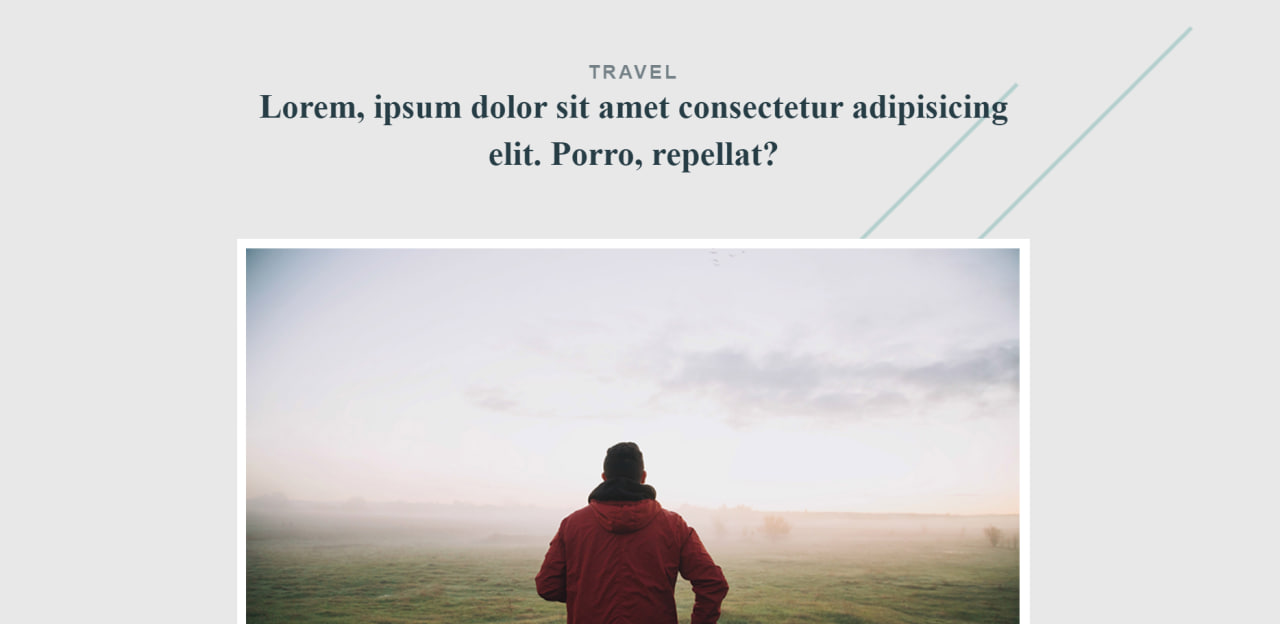 TRAVEL
Lorem, ipsum dolor sit amet consectetur adipisicing
elit. Porro, repellat?